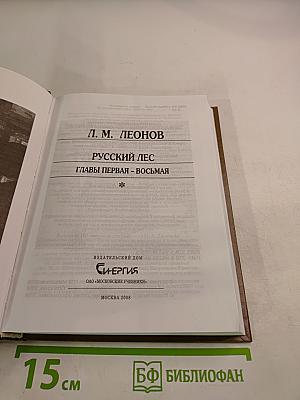 Л. М. ЛЕОНОВ
РУССКИЙ ЛЕС
ГЛАВЫ ПЕРВАЯ – ВОСЬМАЯ
*
ИЗДАТЕЛЬСКИЙ ДОМ
СИНЕРГИЯ
ОАО «МОСКОВСКИЕ УЧЕБНИКИ»
МОСКВА 2008
15 см
БФ БИБЛИОФАН